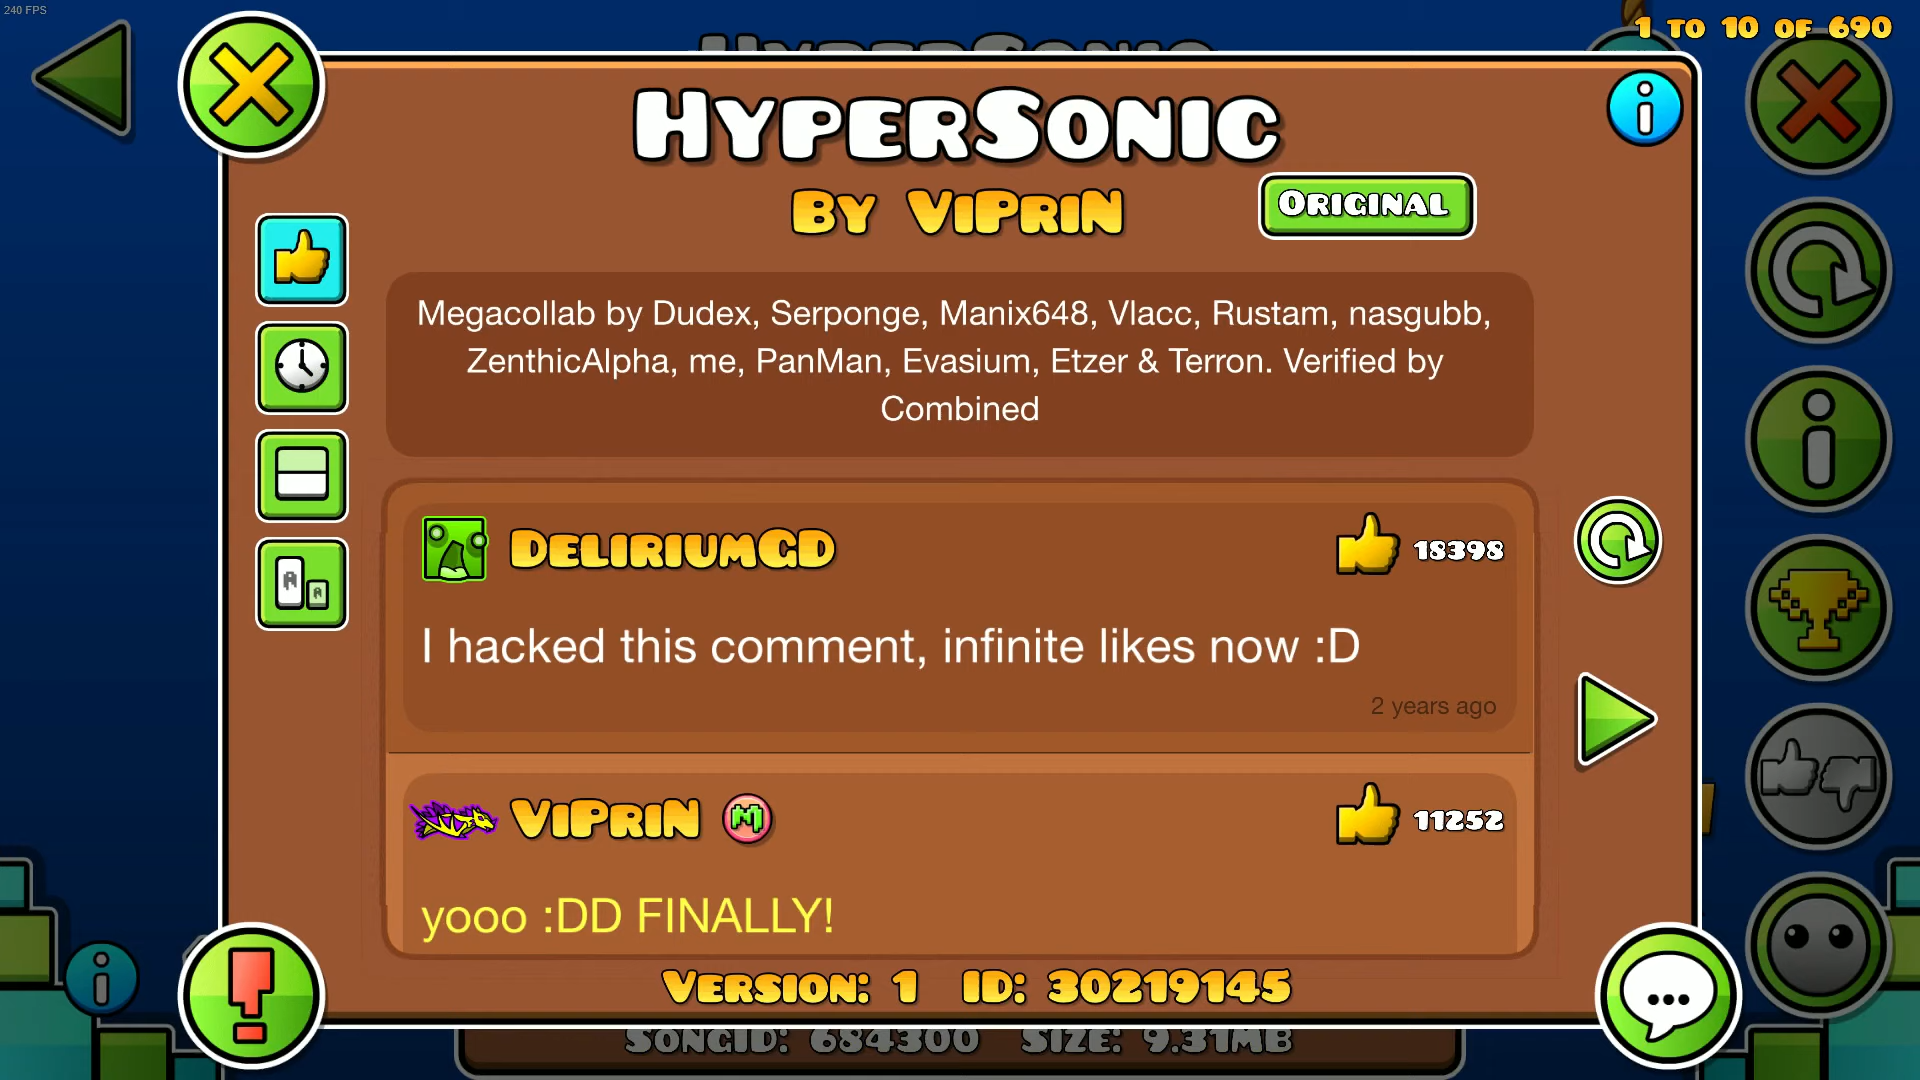 240 FPS
1 to 10 of 690
HyperSonic
By ViPriN
Original
Megacollab by Dudex, Serponge, Manix648, Vlacc, Rustam, nasgubb,
ZenthicAlpha, me, PanMan, Evasium, Etzer & Terron. Verified by
Combined
DeliriumGD
18398
I hacked this comment, infinite likes now :D
2 years ago
ViPriN
M
11252
yooo :DD FINALLY!
Version: 1 ID: 30219145
SongID: 684300 Size: 9.31MB